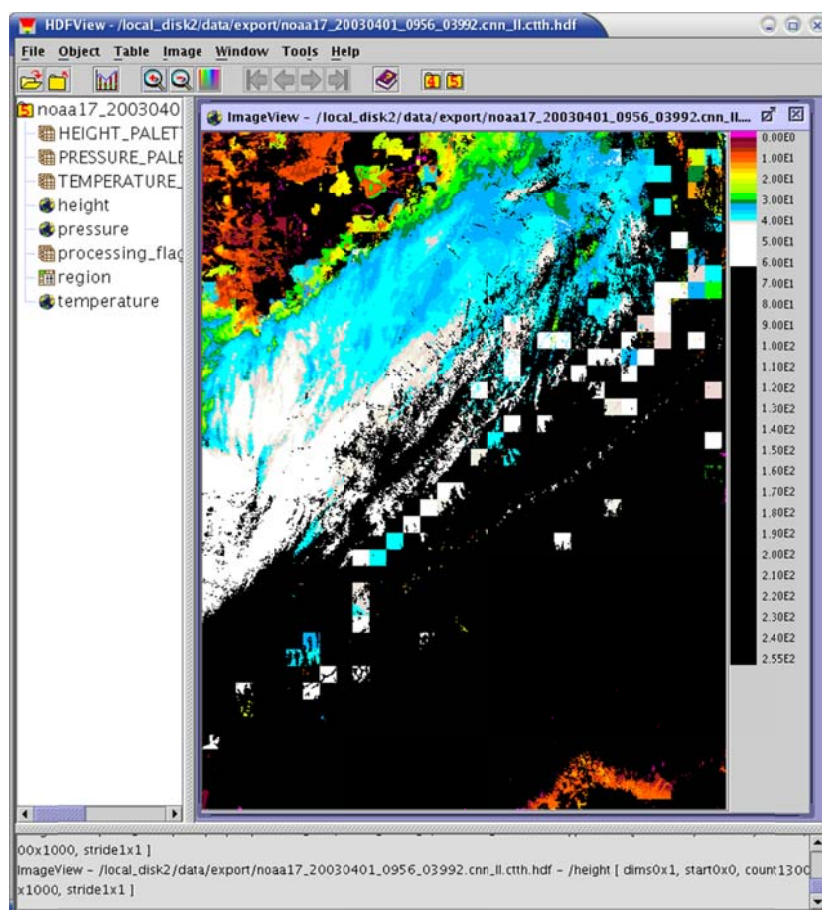 HDFView - /local_disk2/data/export/noaa17_20030401_0956_03992.cnn_ll.ctth.hdf
File Object Table Image Window Tools Help
4 5
5 noaa17_2003040
HEIGHT_PALET
PRESSURE_PALE
TEMPERATURE_
height
pressure
processing_flag
region
temperature
ImageView - /local_disk2/data/export/noaa17_20030401_0956_03992.cnn_ll....
0.00E0
1.00E1
2.00E1
3.00E1
4.00E1
5.00E1
6.00E1
7.00E1
8.00E1
9.00E1
1.00E2
1.10E2
1.20E2
1.30E2
1.40E2
1.50E2
1.60E2
1.70E2
1.80E2
1.90E2
2.00E2
2.10E2
2.20E2
2.30E2
2.40E2
2.55E2
00x1000, stride1x1 ]
ImageView - /local_disk2/data/export/noaa17_20030401_0956_03992.cnn_ll.ctth.hdf - /height [ dims0x1, start0x0, count1300
x1000, stride1x1 ]